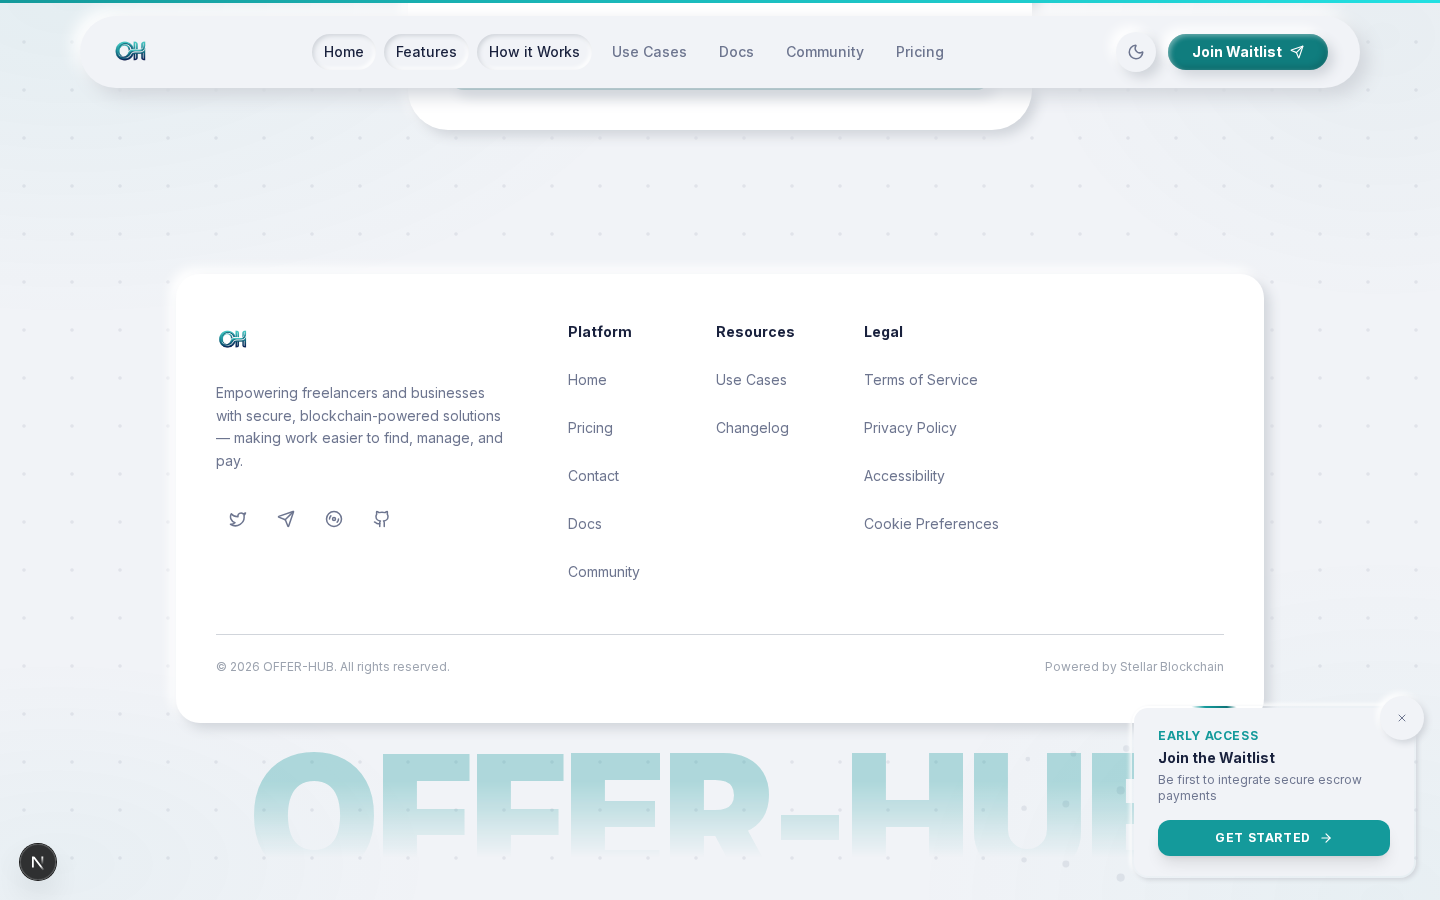 OH
Home
Features
How it Works
Use Cases
Docs
Community
Pricing
Join Waitlist
OH
Empowering freelancers and businesses
with secure, blockchain-powered solutions
— making work easier to find, manage, and
pay.
Platform
Home
Pricing
Contact
Docs
Community
Resources
Use Cases
Changelog
Legal
Terms of Service
Privacy Policy
Accessibility
Cookie Preferences
© 2026 OFFER-HUB. All rights reserved.
Powered by Stellar Blockchain
OFFER-HUB
EARLY ACCESS
Join the Waitlist
Be first to integrate secure escrow
payments
GET STARTED
N